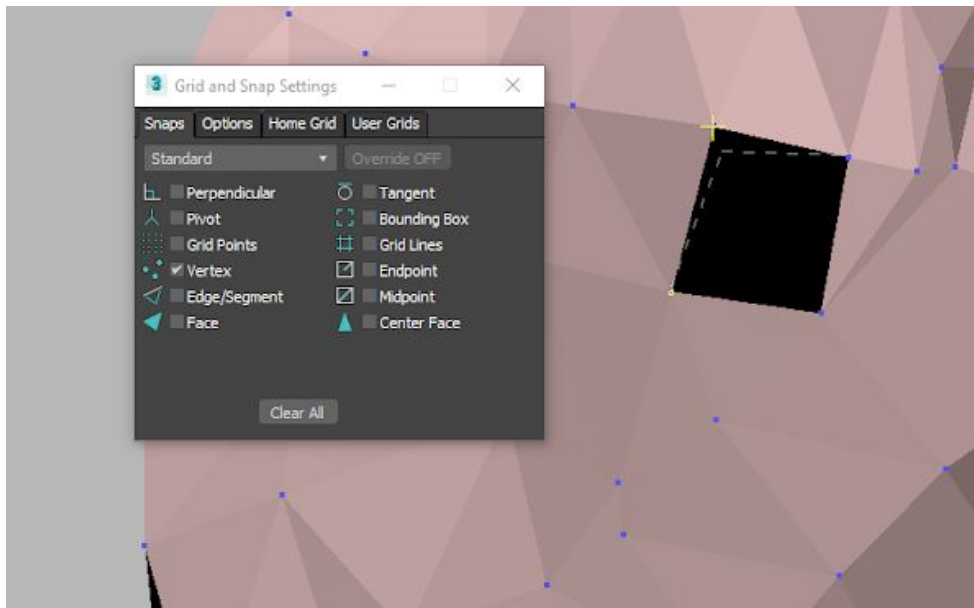 3 Grid and Snap Settings
Snaps Options Home Grid User Grids
Standard Override OFF
Perpendicular Tangent
Pivot Bounding Box
Grid Points Grid Lines
Vertex Endpoint
Edge/Segment Midpoint
Face Center Face
Clear All